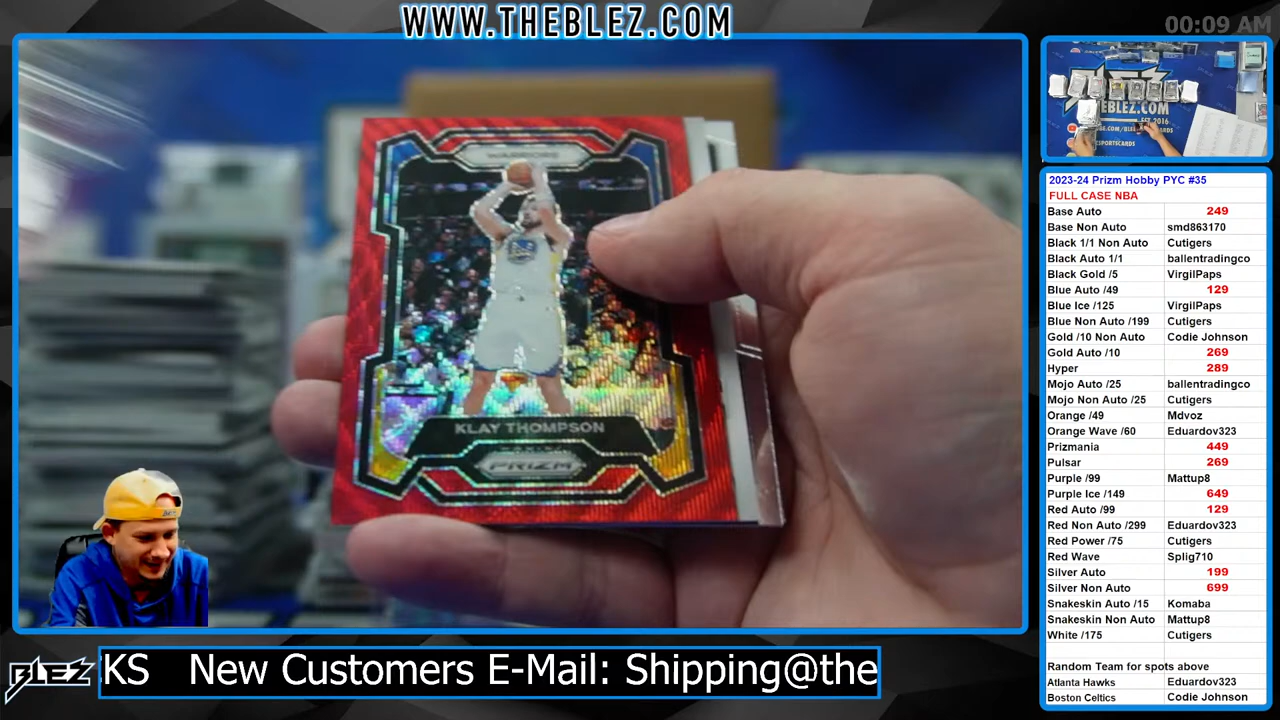 WWW.THEBLEZ.COM
00:09 AM
WARRIORS
KLAY THOMPSON
PANINI
PRIZM
BLEZ
THEBLEZ.COM
EST. 2016
2023-24 Prizm Hobby PYC #35
FULL CASE NBA
Base Auto 249
Base Non Auto smd863170
Black 1/1 Non Auto Cutigers
Black Auto 1/1 ballentradingco
Black Gold /5 VirgilPaps
Blue Auto /49 129
Blue Ice /125 VirgilPaps
Blue Non Auto /199 Cutigers
Gold /10 Non Auto Codie Johnson
Gold Auto /10 269
Hyper 289
Mojo Auto /25 ballentradingco
Mojo Non Auto /25 Cutigers
Orange /49 Mdvoz
Orange Wave /60 Eduardov323
Prizmania 449
Pulsar 269
Purple /99 Mattup8
Purple Ice /149 649
Red Auto /99 129
Red Non Auto /299 Eduardov323
Red Power /75 Cutigers
Red Wave Splig710
Silver Auto 199
Silver Non Auto 699
Snakeskin Auto /15 Komaba
Snakeskin Non Auto Mattup8
White /175 Cutigers
Random Team for spots above
Atlanta Hawks Eduardov323
Boston Celtics Codie Johnson
BLEZ
KS New Customers E-Mail: Shipping@the